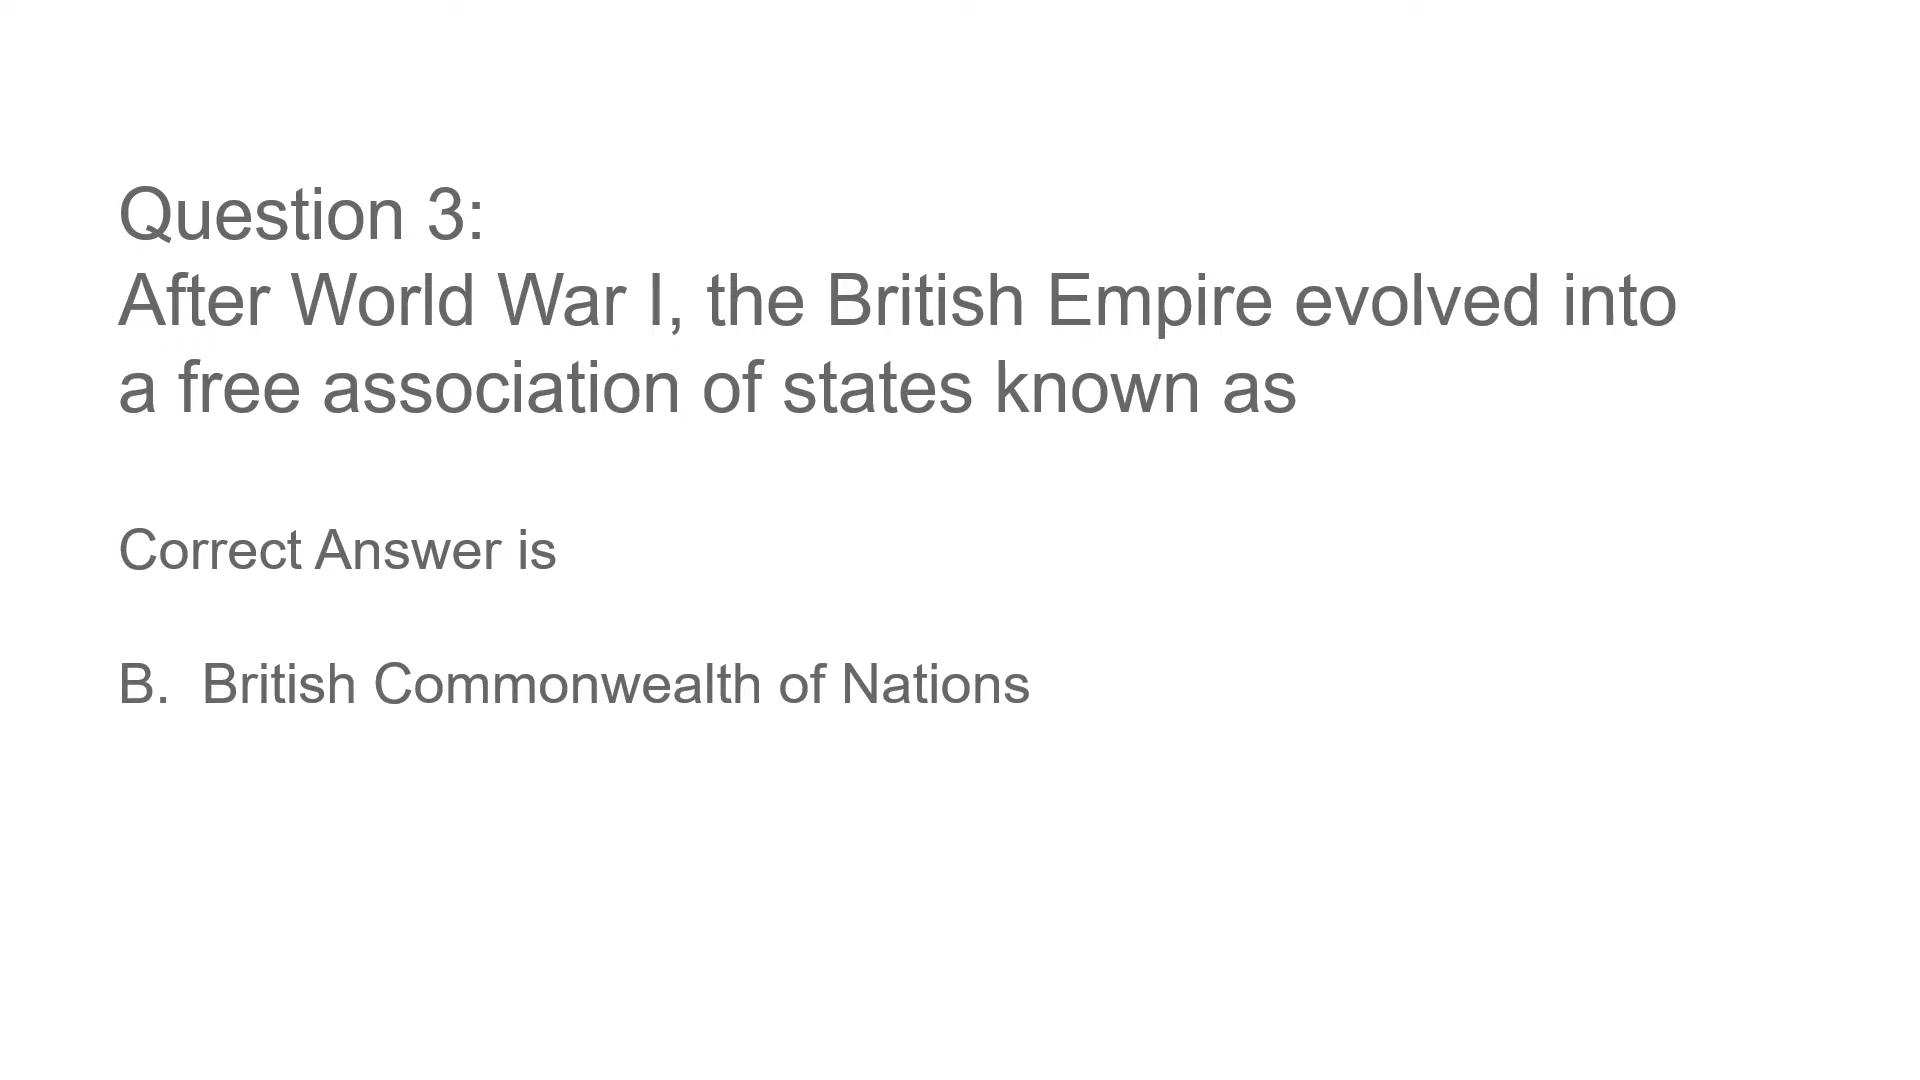 Question 3:
After World War I, the British Empire evolved into
a free association of states known as
Correct Answer is
B. British Commonwealth of Nations